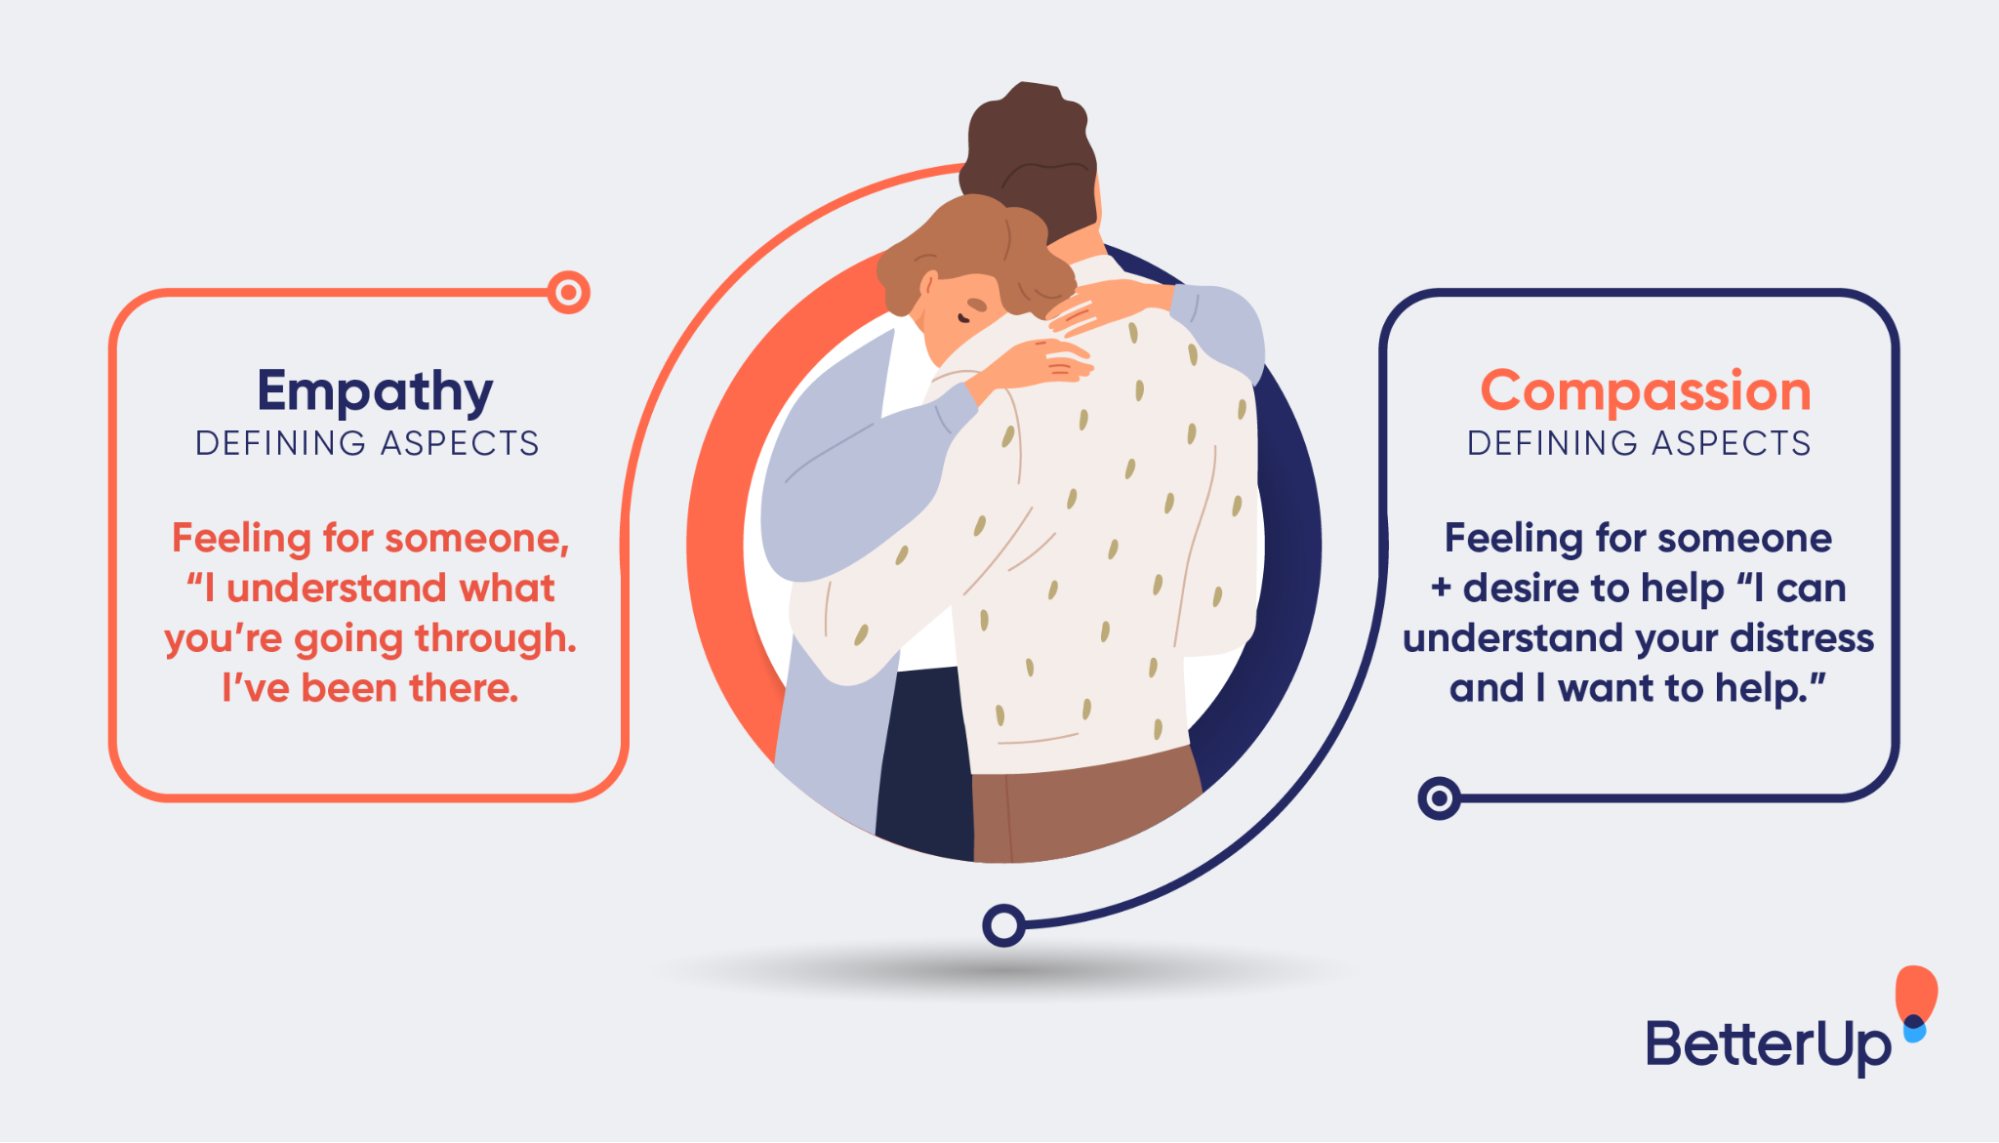 Empathy
DEFINING ASPECTS
Feeling for someone,
“I understand what
you’re going through.
I’ve been there.
Compassion
DEFINING ASPECTS
Feeling for someone
+ desire to help “I can
understand your distress
and I want to help.”
BetterUp